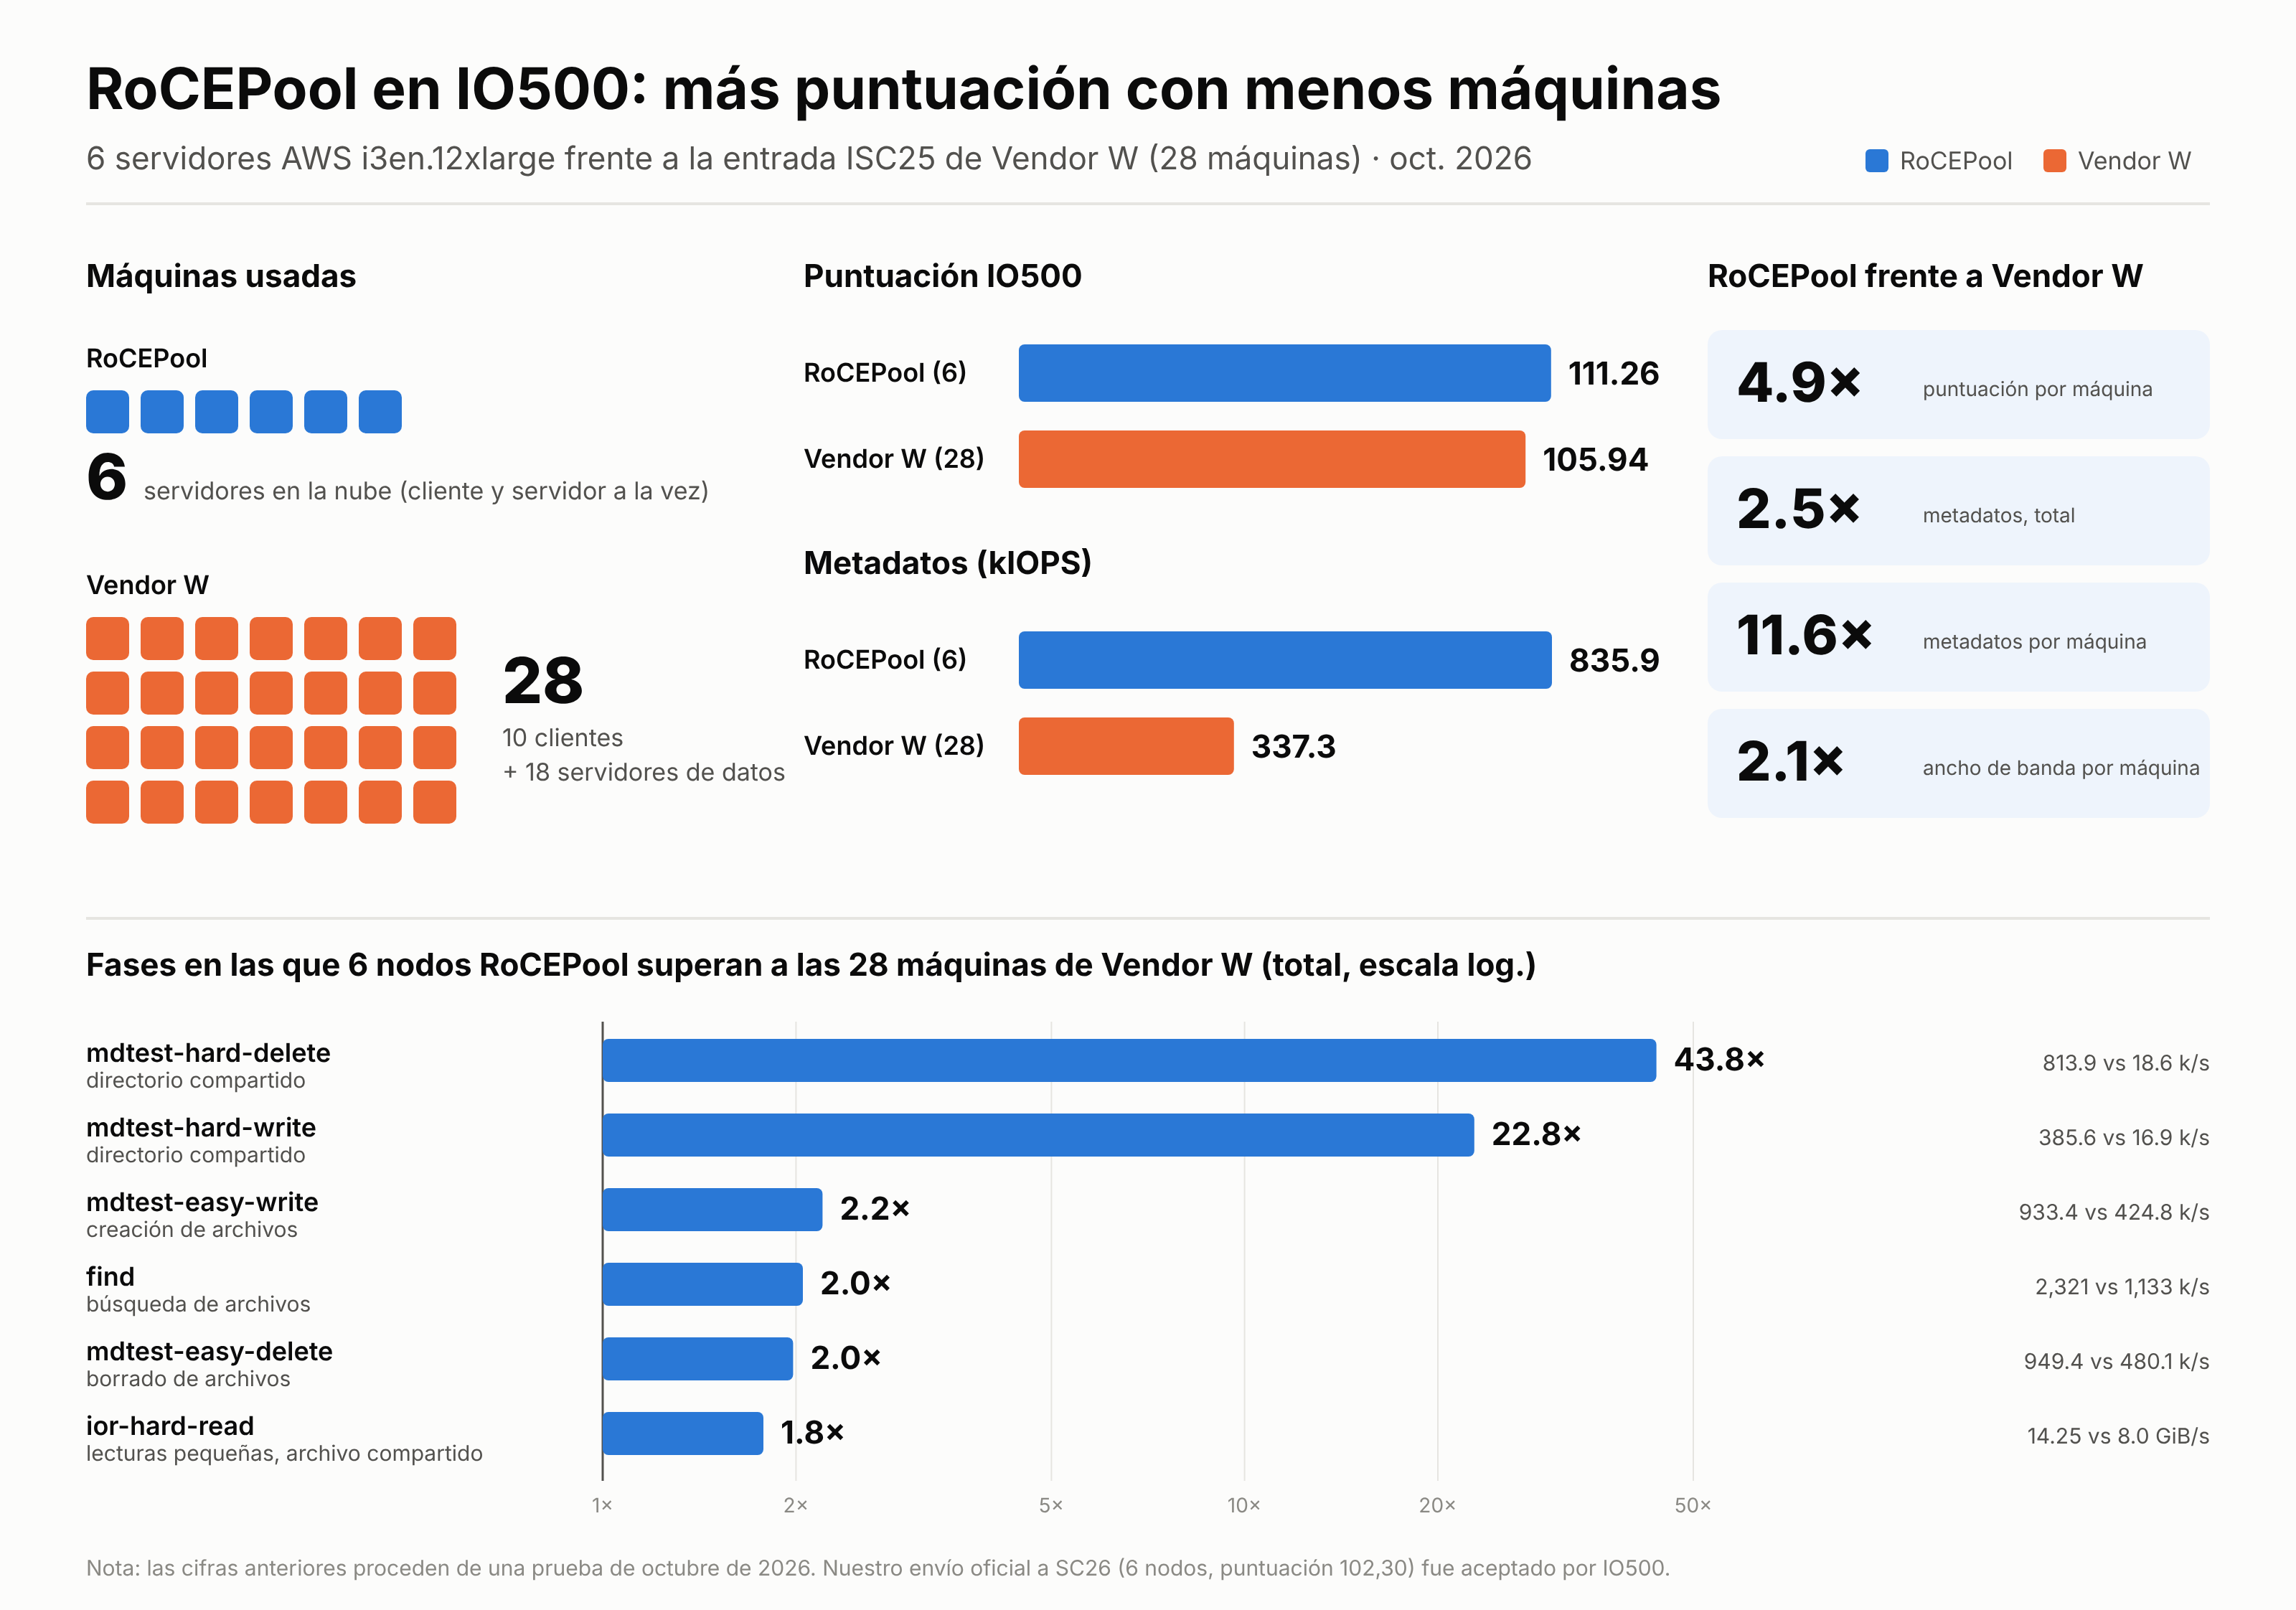 RoCEPool en IO500: más puntuación con menos máquinas
6 servidores AWS i3en.12xlarge frente a la entrada ISC25 de Vendor W (28 máquinas) · oct. 2026
RoCEPool
Vendor W
Máquinas usadas
RoCEPool
6 servidores en la nube (cliente y servidor a la vez)
Vendor W
28
10 clientes
+ 18 servidores de datos
Puntuación IO500
RoCEPool (6) 111.26
Vendor W (28) 105.94
Metadatos (kIOPS)
RoCEPool (6) 835.9
Vendor W (28) 337.3
RoCEPool frente a Vendor W
4.9× puntuación por máquina
2.5× metadatos, total
11.6× metadatos por máquina
2.1× ancho de banda por máquina
Fases en las que 6 nodos RoCEPool superan a las 28 máquinas de Vendor W (total, escala log.)
mdtest-hard-delete 43.8× 813.9 vs 18.6 k/s
directorio compartido
mdtest-hard-write 22.8× 385.6 vs 16.9 k/s
directorio compartido
mdtest-easy-write 2.2× 933.4 vs 424.8 k/s
creación de archivos
find 2.0× 2,321 vs 1,133 k/s
búsqueda de archivos
mdtest-easy-delete 2.0× 949.4 vs 480.1 k/s
borrado de archivos
ior-hard-read 1.8× 14.25 vs 8.0 GiB/s
lecturas pequeñas, archivo compartido
1× 2× 5× 10× 20× 50×
Nota: las cifras anteriores proceden de una prueba de octubre de 2026. Nuestro envío oficial a SC26 (6 nodos, puntuación 102,30) fue aceptado por IO500.